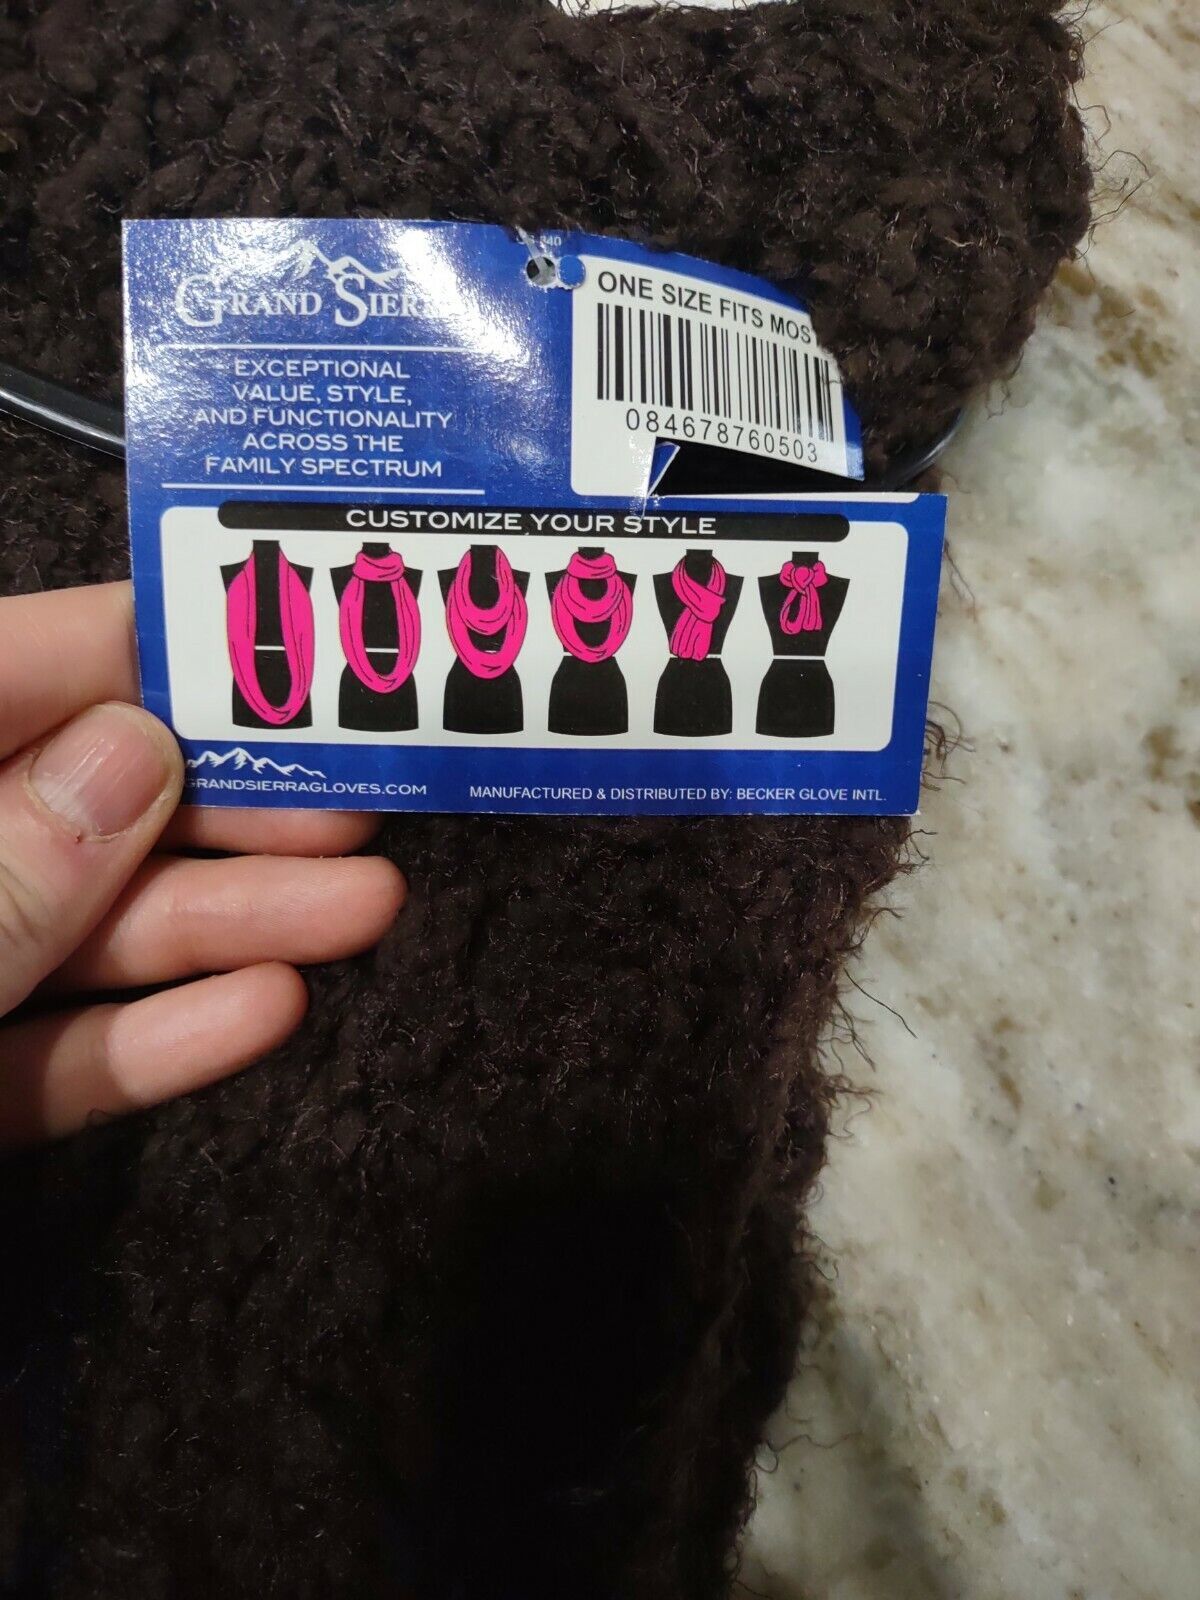 GRAND
EXCEPTIONAL
VALUE, STYLE,
AND FUNCTIONALITY
ACROSS THE
FAMILY SPECTRUM
ONE SIZE FITS MOS
084678760503
CUSTOMIZE YOUR STYLE
GRANDSIERRAGLOVES.COM
MANUFACTURED & DISTRIBUTED BY: BECKER GLOVE INTL.